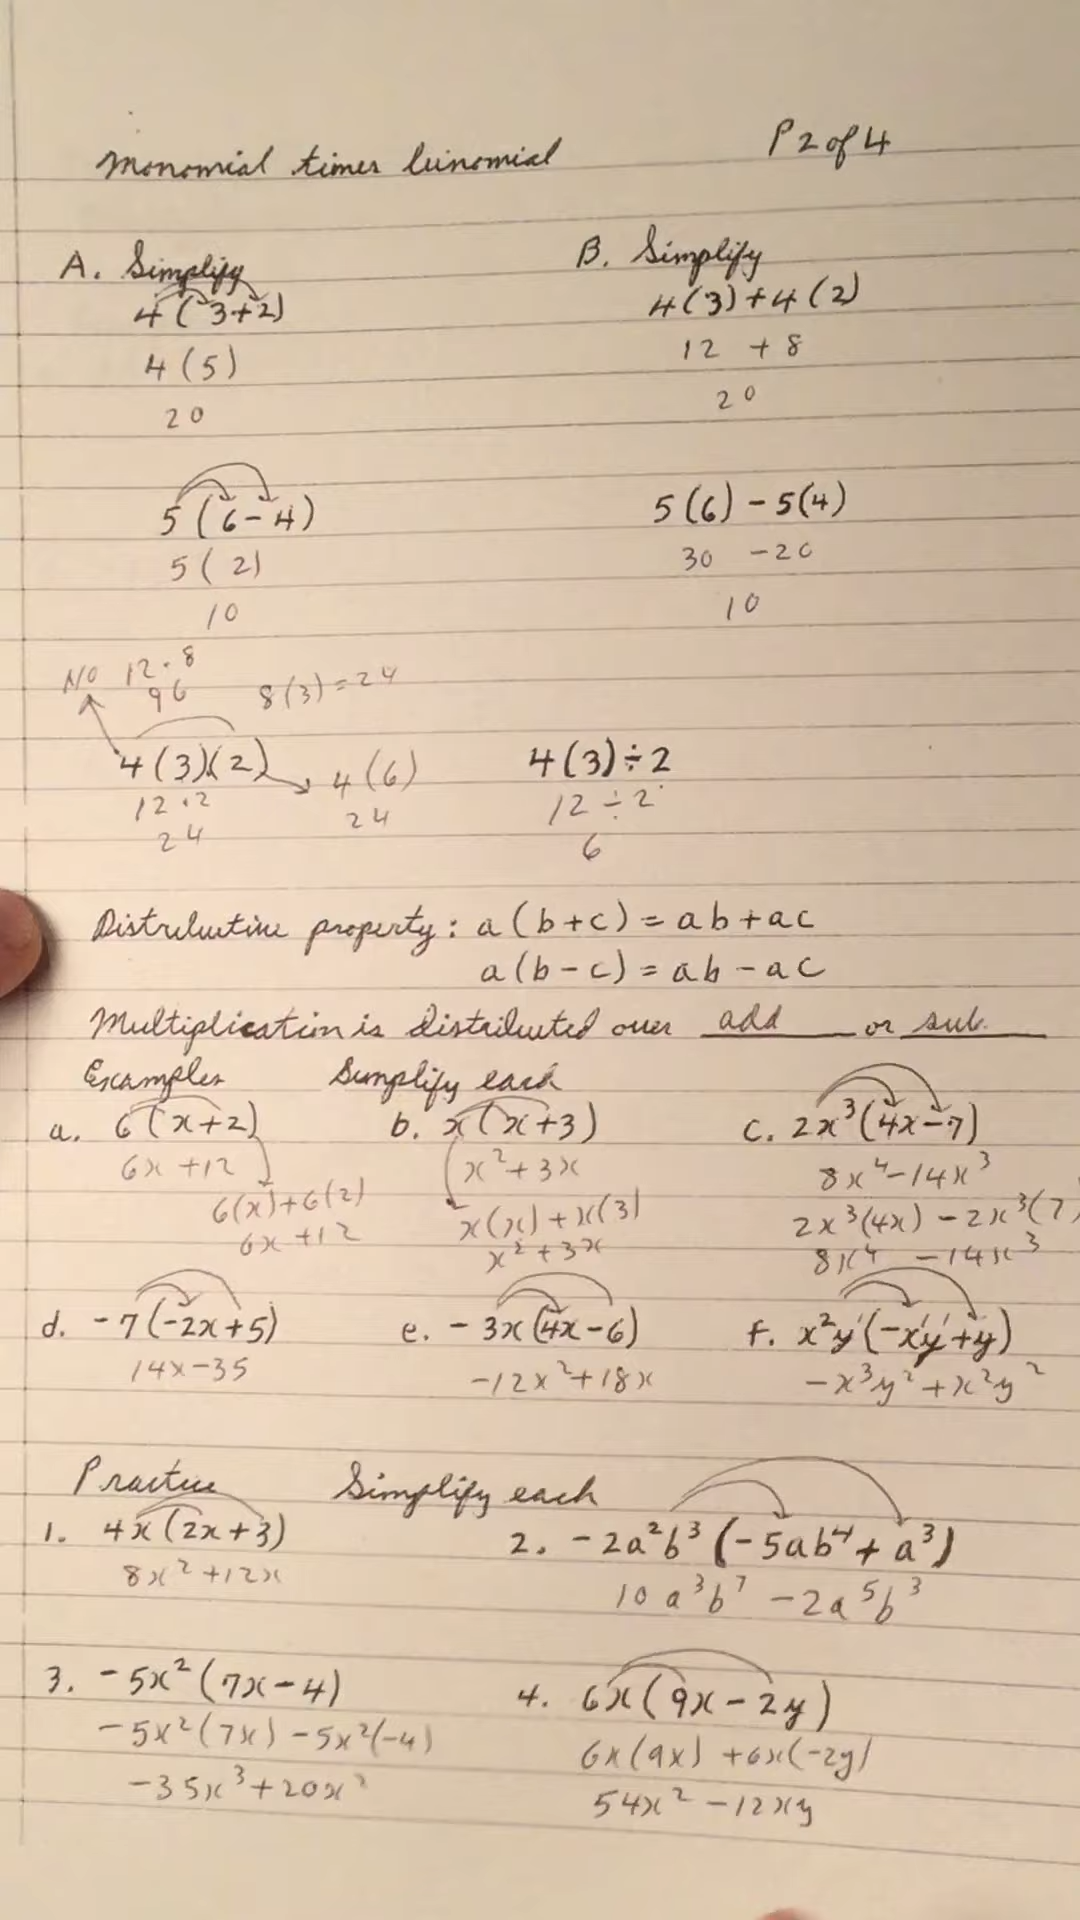 Monomial times binomial P 2 of 4
A. Simplify B. Simplify
4(3+2) 4(3)+4(2)
4(5) 12 +8
20 20
5(6-4) 5(6)-5(4)
5(2) 30 -20
10 10
NO 12·8 8(3)=24
96
4(3)(2) 4(6) 4(3)÷2
12·2 24 12÷2
24 6
Distributive property: a(b+c)=ab+ac
a(b-c)=ab-ac
Multiplication is distributed over add or sub.
Examples Simplify each
a. 6(x+2) b. x(x+3) c. 2x³(4x-7)
6x+12 x²+3x 8x⁴-14x³
6(x)+6(2) x(x)+x(3) 2x³(4x)-2x³(7)
6x+12 x²+3x 8x⁴ -14x³
d. -7(-2x+5) e. -3x(4x-6) f. x²y¹(-x¹y¹+y)
14x-35 -12x²+18x -x³y²+x²y²
Practice Simplify each
1. 4x(2x+3) 2. -2a²b³(-5ab⁴+a³)
8x²+12x 10a³b⁷ -2a⁵b³
3. -5x²(7x-4) 4. 6x(9x-2y)
-5x²(7x)-5x²(-4) 6x(9x)+6x(-2y)
-35x³+20x² 54x²-12xy